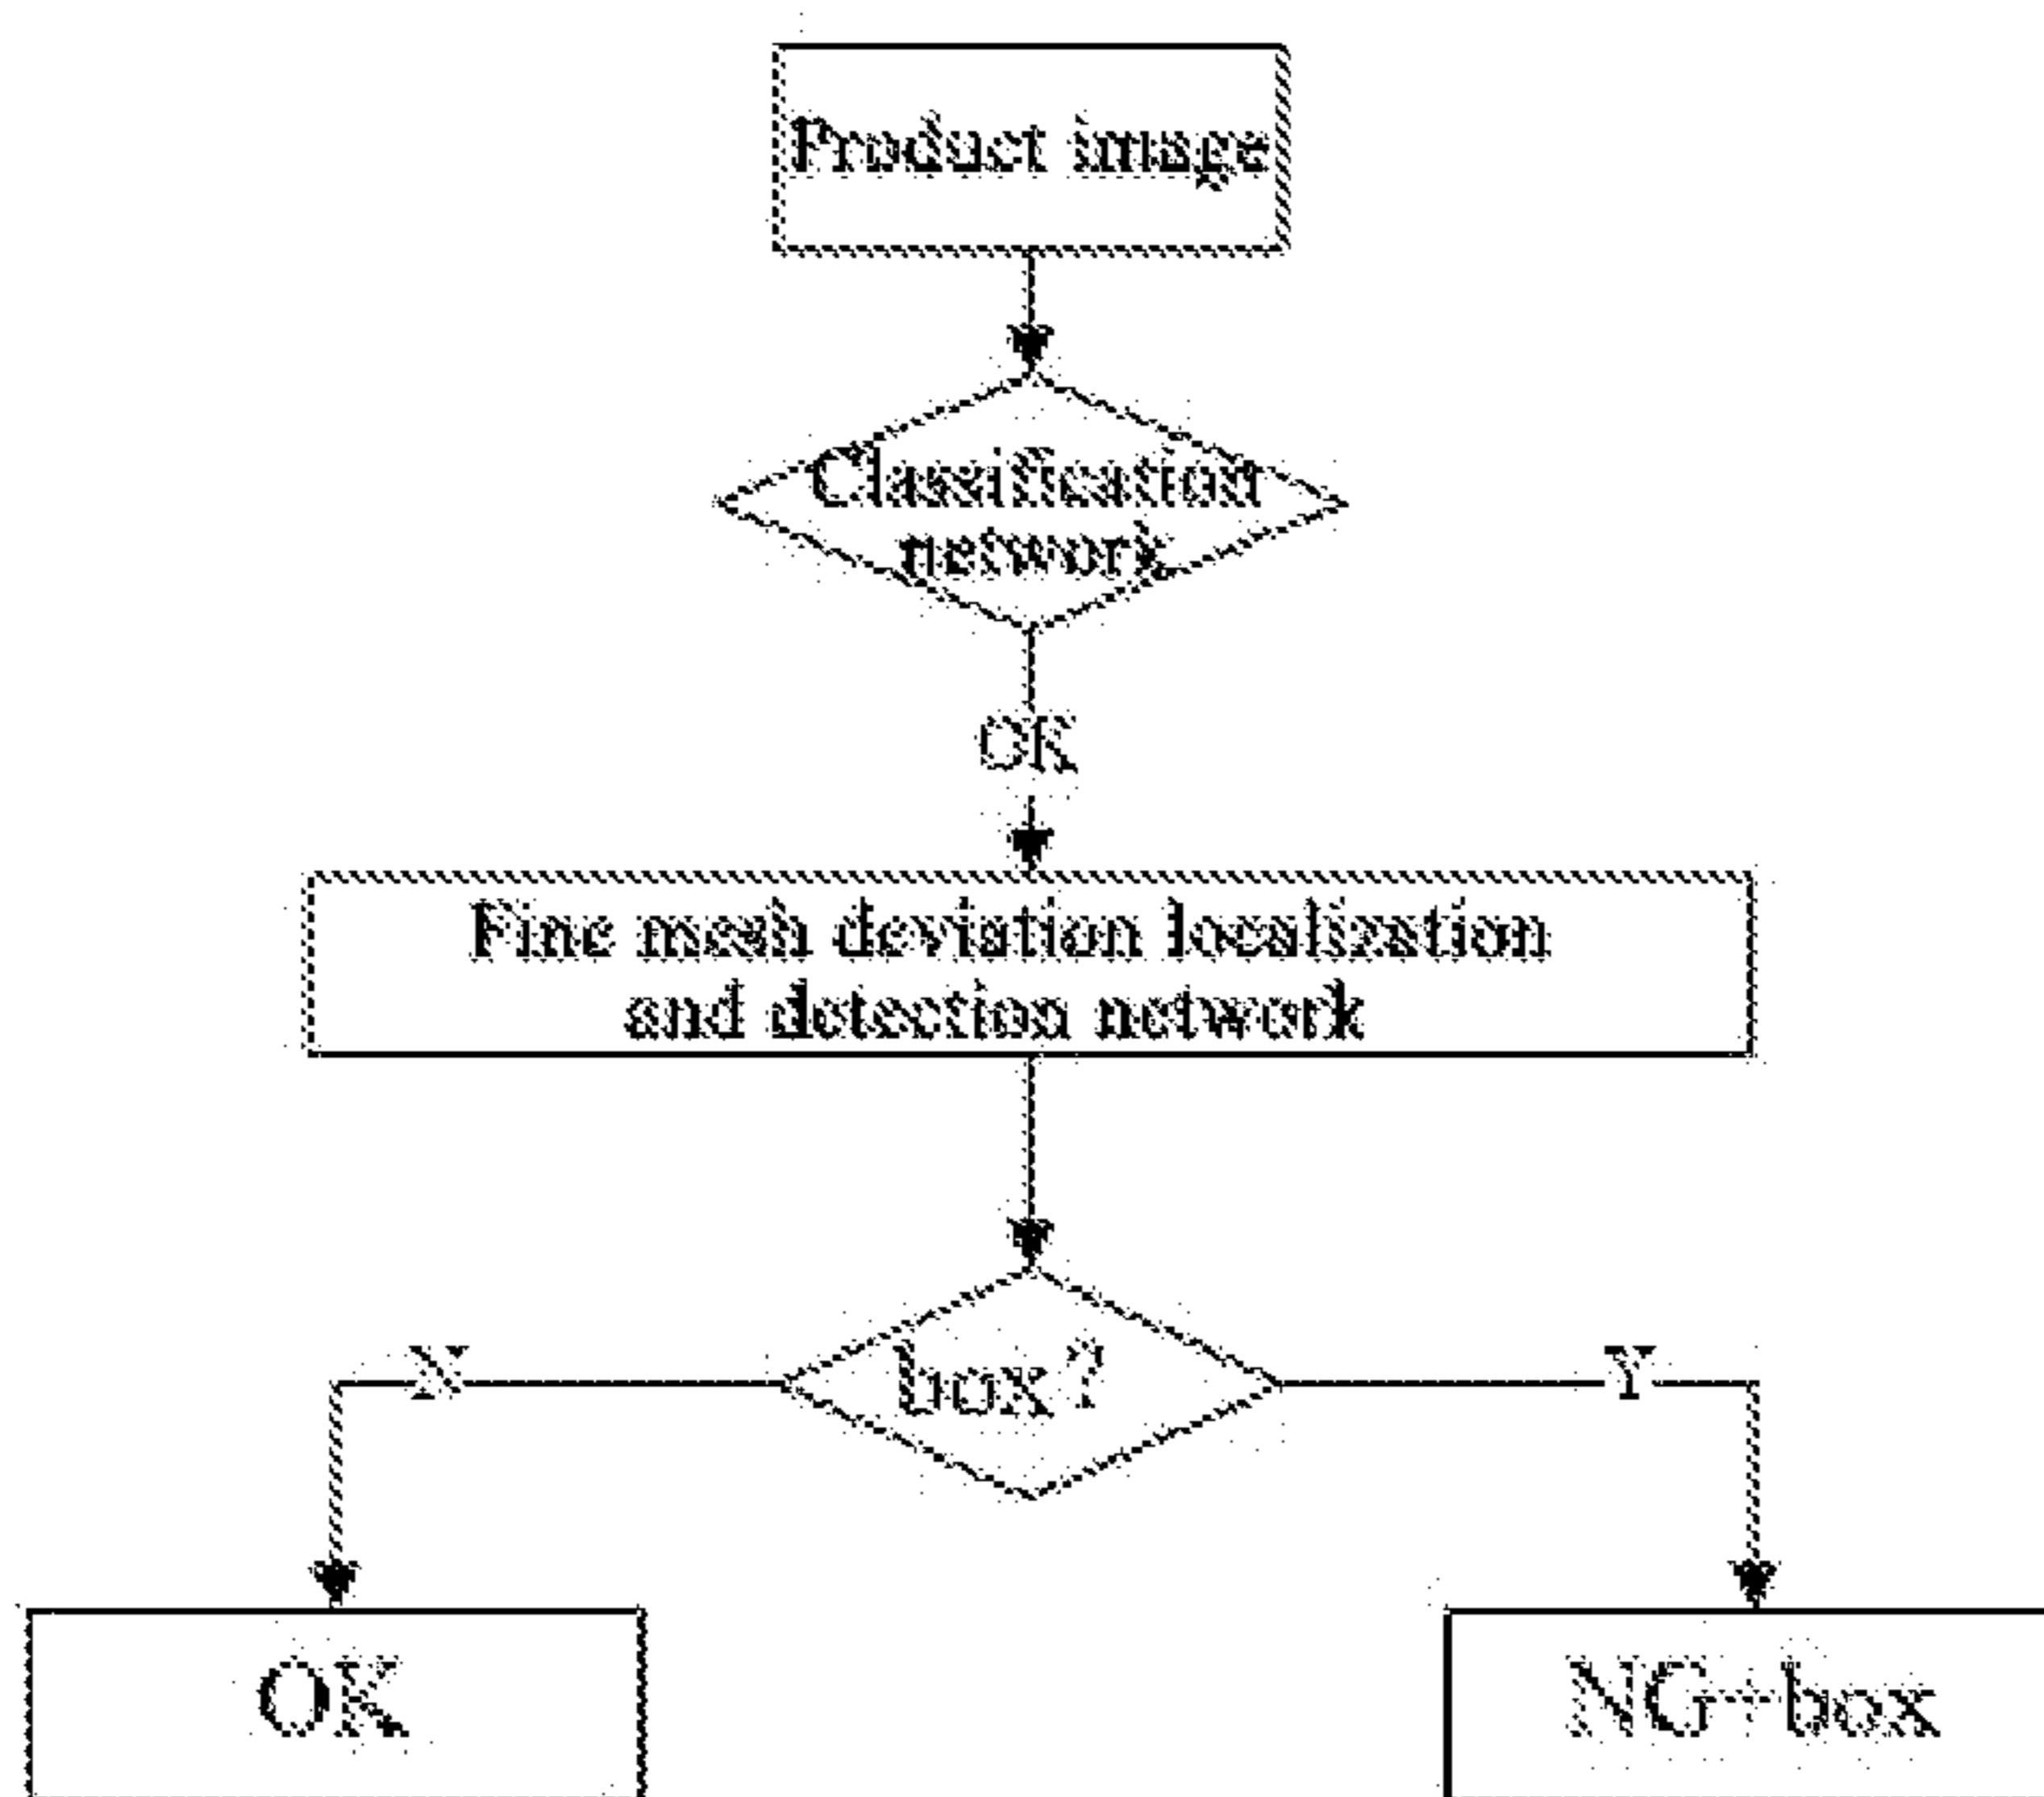 Product image
Classification
network
OK
Fine mesh deviation localization
and detection network
box?
N
Y
OK
NG+box